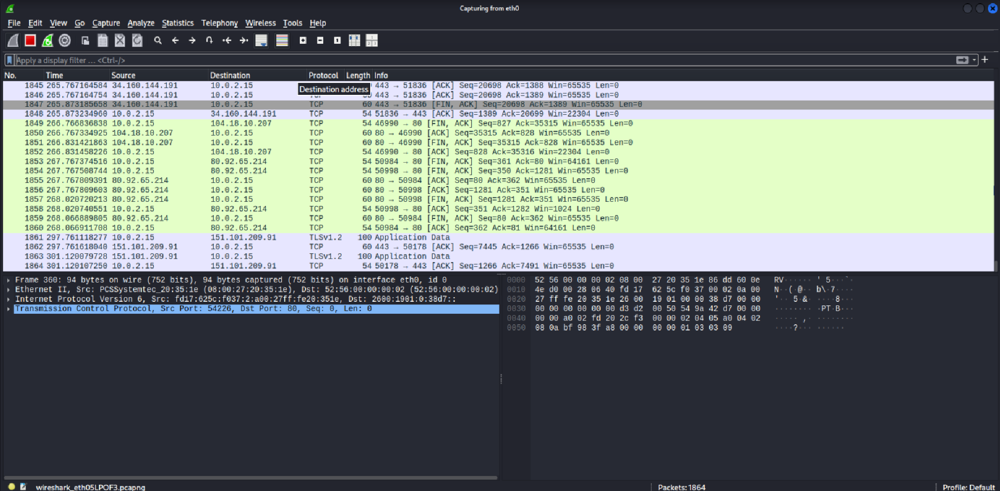 Capturing from eth0
File Edit View Go Capture Analyze Statistics Telephony Wireless Tools Help
Apply a display filter ... <Ctrl-/>
No. Time Source Destination Protocol Length Info
1845 265.767164584 34.160.144.191 10.0.2.15 443 → 51836 [ACK] Seq=20698 Ack=1388 Win=65535 Len=0
Destination address
1846 265.767164754 34.160.144.191 10.0.2.15 443 → 51836 [ACK] Seq=20698 Ack=1389 Win=65535 Len=0
1847 265.873185658 34.160.144.191 10.0.2.15 TCP 60 443 → 51836 [FIN, ACK] Seq=20698 Ack=1389 Win=65535 Len=0
1848 265.873234960 10.0.2.15 34.160.144.191 TCP 54 51836 → 443 [ACK] Seq=1389 Ack=20699 Win=22304 Len=0
1849 266.766836838 10.0.2.15 104.18.10.207 TCP 54 46990 → 80 [FIN, ACK] Seq=827 Ack=35315 Win=65535 Len=0
1850 266.767334925 104.18.10.207 10.0.2.15 TCP 60 80 → 46990 [ACK] Seq=35315 Ack=828 Win=65535 Len=0
1851 266.831421863 104.18.10.207 10.0.2.15 TCP 60 80 → 46990 [FIN, ACK] Seq=35315 Ack=828 Win=65535 Len=0
1852 266.831458226 10.0.2.15 104.18.10.207 TCP 54 46990 → 80 [ACK] Seq=828 Ack=35316 Win=22304 Len=0
1853 267.767374516 10.0.2.15 80.92.65.214 TCP 54 50984 → 80 [FIN, ACK] Seq=361 Ack=80 Win=64161 Len=0
1854 267.767508744 10.0.2.15 80.92.65.214 TCP 54 50998 → 80 [FIN, ACK] Seq=350 Ack=1281 Win=65535 Len=0
1855 267.767809391 80.92.65.214 10.0.2.15 TCP 60 80 → 50984 [ACK] Seq=80 Ack=362 Win=65535 Len=0
1856 267.767809603 80.92.65.214 10.0.2.15 TCP 60 80 → 50998 [ACK] Seq=1281 Ack=351 Win=65535 Len=0
1857 268.020720213 80.92.65.214 10.0.2.15 TCP 60 80 → 50998 [FIN, ACK] Seq=1281 Ack=351 Win=65535 Len=0
1858 268.020740551 10.0.2.15 80.92.65.214 TCP 54 50998 → 80 [ACK] Seq=351 Ack=1282 Win=1024 Len=0
1859 268.066889805 80.92.65.214 10.0.2.15 TCP 60 80 → 50984 [FIN, ACK] Seq=80 Ack=362 Win=65535 Len=0
1860 268.066911708 10.0.2.15 80.92.65.214 TCP 54 50984 → 80 [ACK] Seq=362 Ack=81 Win=64161 Len=0
1861 297.761118277 10.0.2.15 151.101.209.91 TLSv1.2 100 Application Data
1862 297.761618040 151.101.209.91 10.0.2.15 TCP 60 443 → 50178 [ACK] Seq=7445 Ack=1266 Win=65535 Len=0
1863 301.120079728 151.101.209.91 10.0.2.15 TLSv1.2 100 Application Data
1864 301.120107250 10.0.2.15 151.101.209.91 TCP 54 50178 → 443 [ACK] Seq=1266 Ack=7491 Win=65535 Len=0
Frame 360: 94 bytes on wire (752 bits), 94 bytes captured (752 bits) on interface eth0, id 0
Ethernet II, Src: PCSSystemtec_20:35:1e (08:00:27:20:35:1e), Dst: 52:56:00:00:00:02 (52:56:00:00:00:02)
Internet Protocol Version 6, Src: fd17:625c:f037:2:a00:27ff:fe20:351e, Dst: 2600:1901:0:38d7::
Transmission Control Protocol, Src Port: 54226, Dst Port: 80, Seq: 0, Len: 0
0000 52 56 00 00 00 02 08 00 27 20 35 1e 86 dd 60 0e RV······ ' 5···`·
0010 4e d0 00 28 06 40 fd 17 62 5c f0 37 00 02 0a 00 N··(·@·· b\·7····
0020 27 ff fe 20 35 1e 26 00 19 01 00 00 38 d7 00 00 '·· 5·&· ····8···
0030 00 00 00 00 00 00 d3 d2 00 50 54 9a 42 d7 00 00 ········ ·PT·B···
0040 00 00 a0 02 fd 20 2c f3 00 00 02 04 05 a0 04 02 ····· ,· ········
0050 08 0a bf 98 3f a8 00 00 00 00 01 03 03 09 ····?··· ······
wireshark_eth05LPOF3.pcapng Packets: 1864 Profile: Default